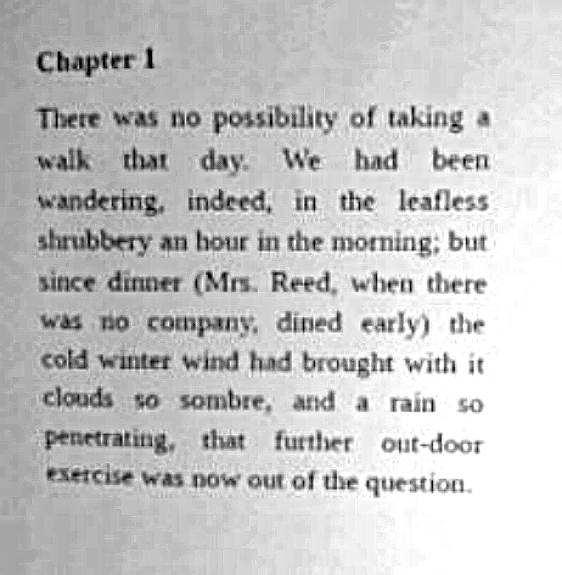 Chapter 1
There was no possibility of taking a
walk that day. We had been
wandering, indeed, in the leafless
shrubbery an hour in the morning; but
since dinner (Mrs. Reed, when there
was no company, dined early) the
cold winter wind had brought with it
clouds so sombre, and a rain so
penetrating, that further out-door
exercise was now out of the question.